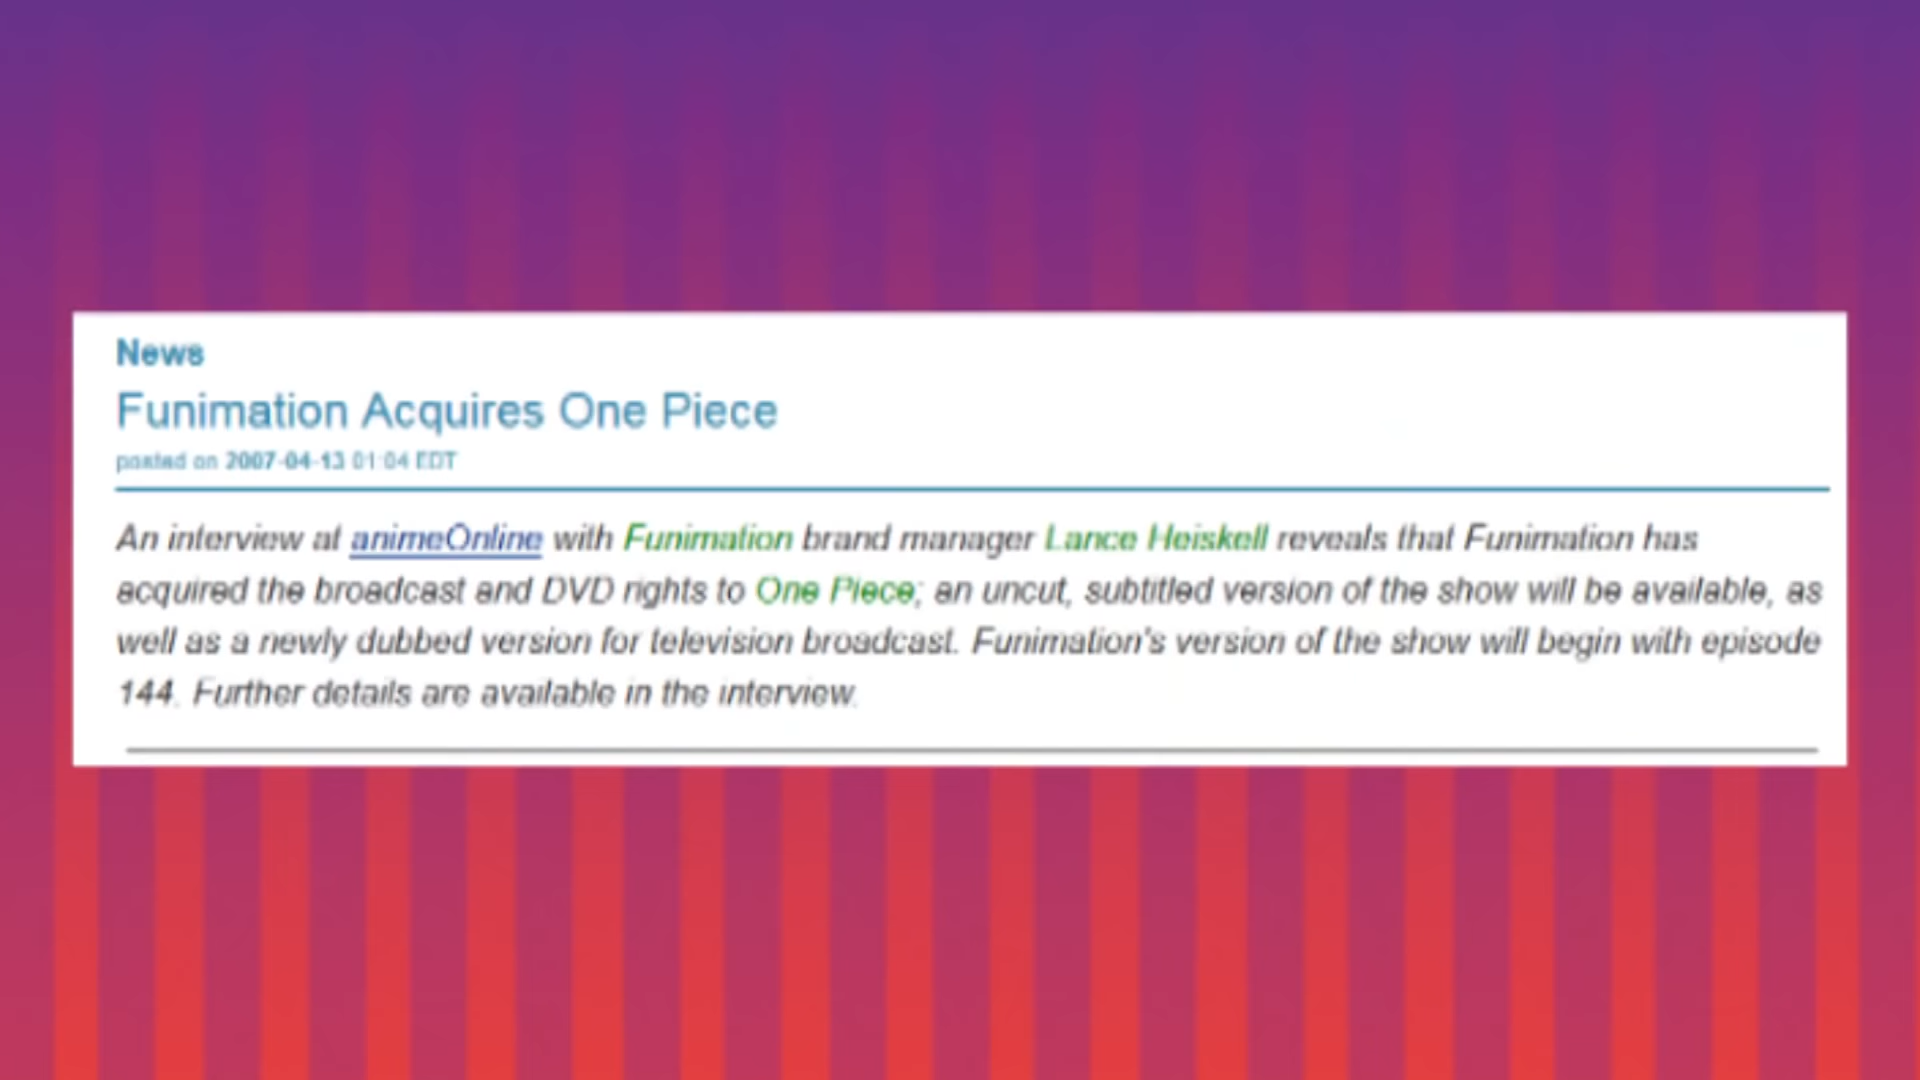 News
Funimation Acquires One Piece
posted on 2007-04-13 01:04 EDT
An interview at animeOnline with Funimation brand manager Lance Heiskell reveals that Funimation has
acquired the broadcast and DVD rights to One Piece; an uncut, subtitled version of the show will be available, as
well as a newly dubbed version for television broadcast. Funimation's version of the show will begin with episode
144. Further details are available in the interview.